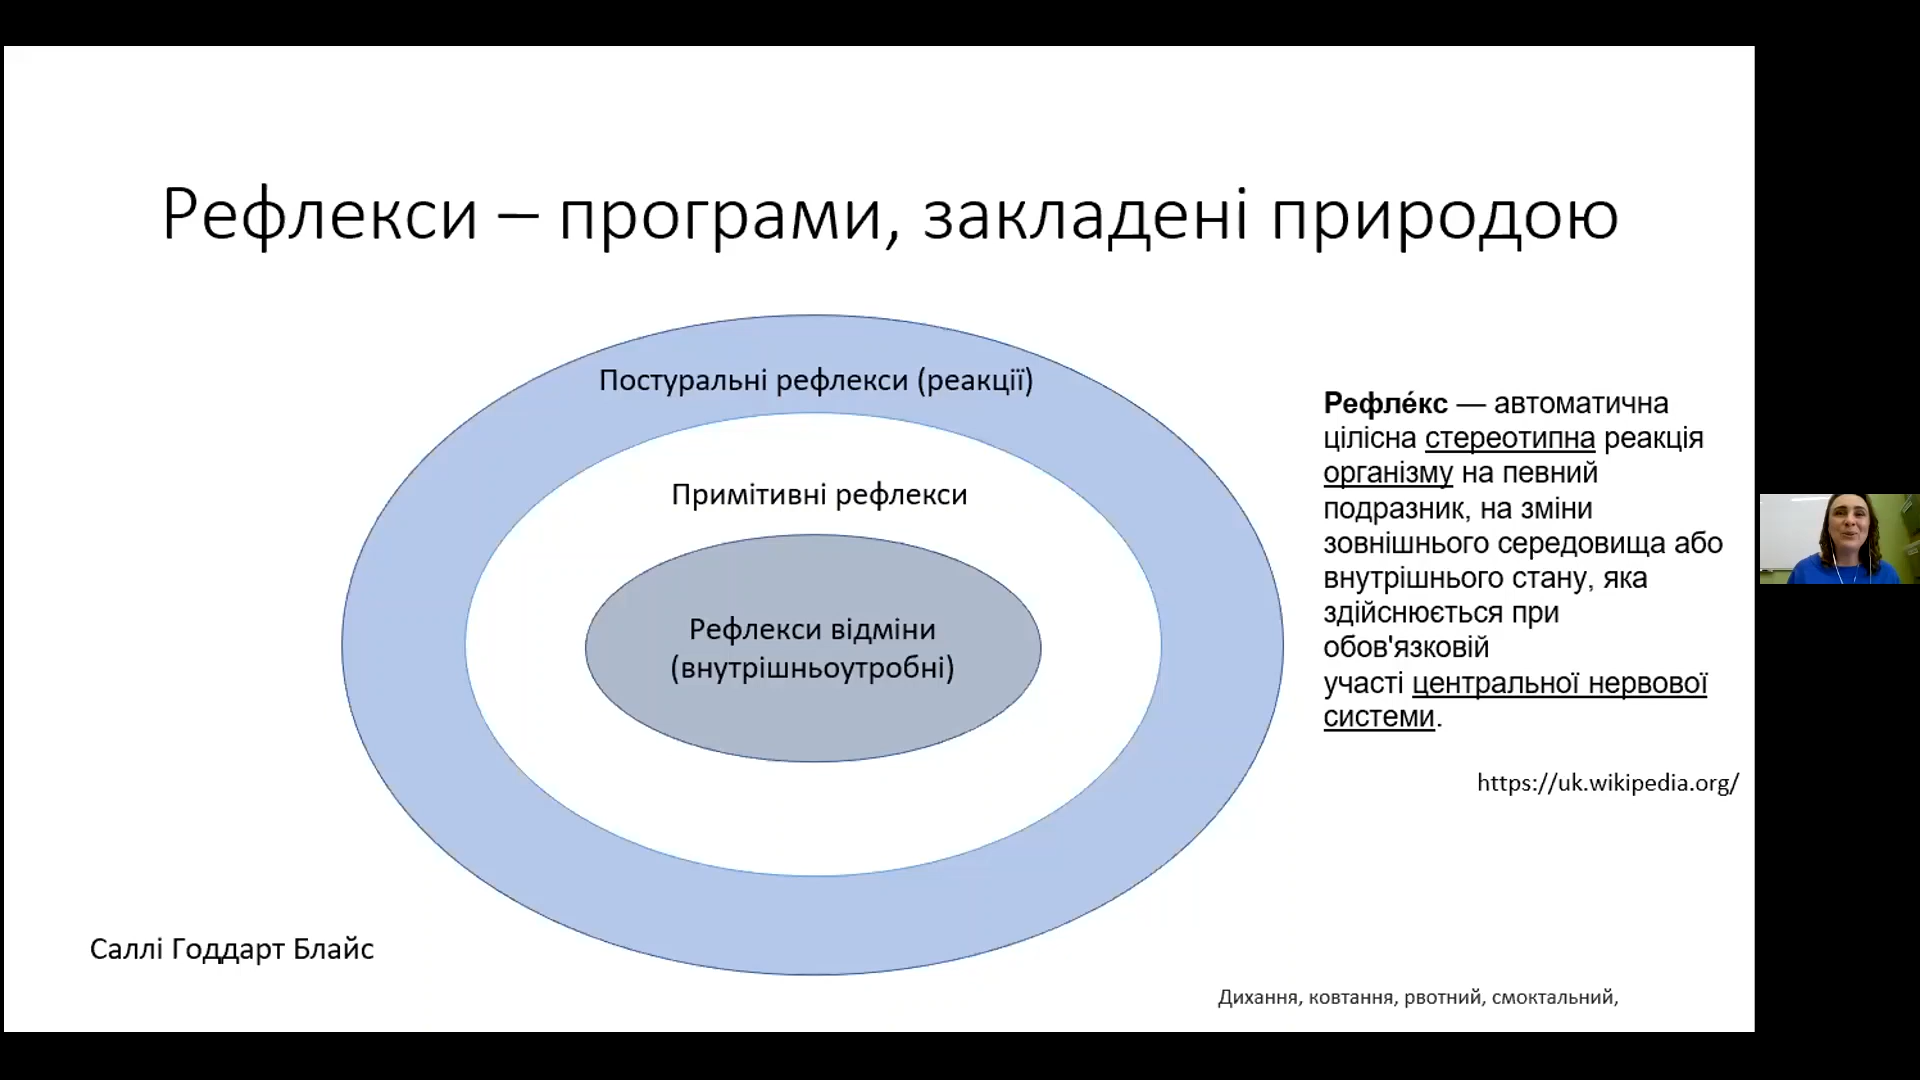 Рефлекси – програми, закладені природою
Постуральні рефлекси (реакції)
Примітивні рефлекси
Рефлекси відміни
(внутрішньоутробні)
Рефле́кс — автоматична
цілісна стереотипна реакція
організму на певний
подразник, на зміни
зовнішнього середовища або
внутрішнього стану, яка
здійснюється при
обов'язковій
участі центральної нервової
системи.
https://uk.wikipedia.org/
Саллі Годдарт Блайс
Дихання, ковтання, рвотний, смоктальний,